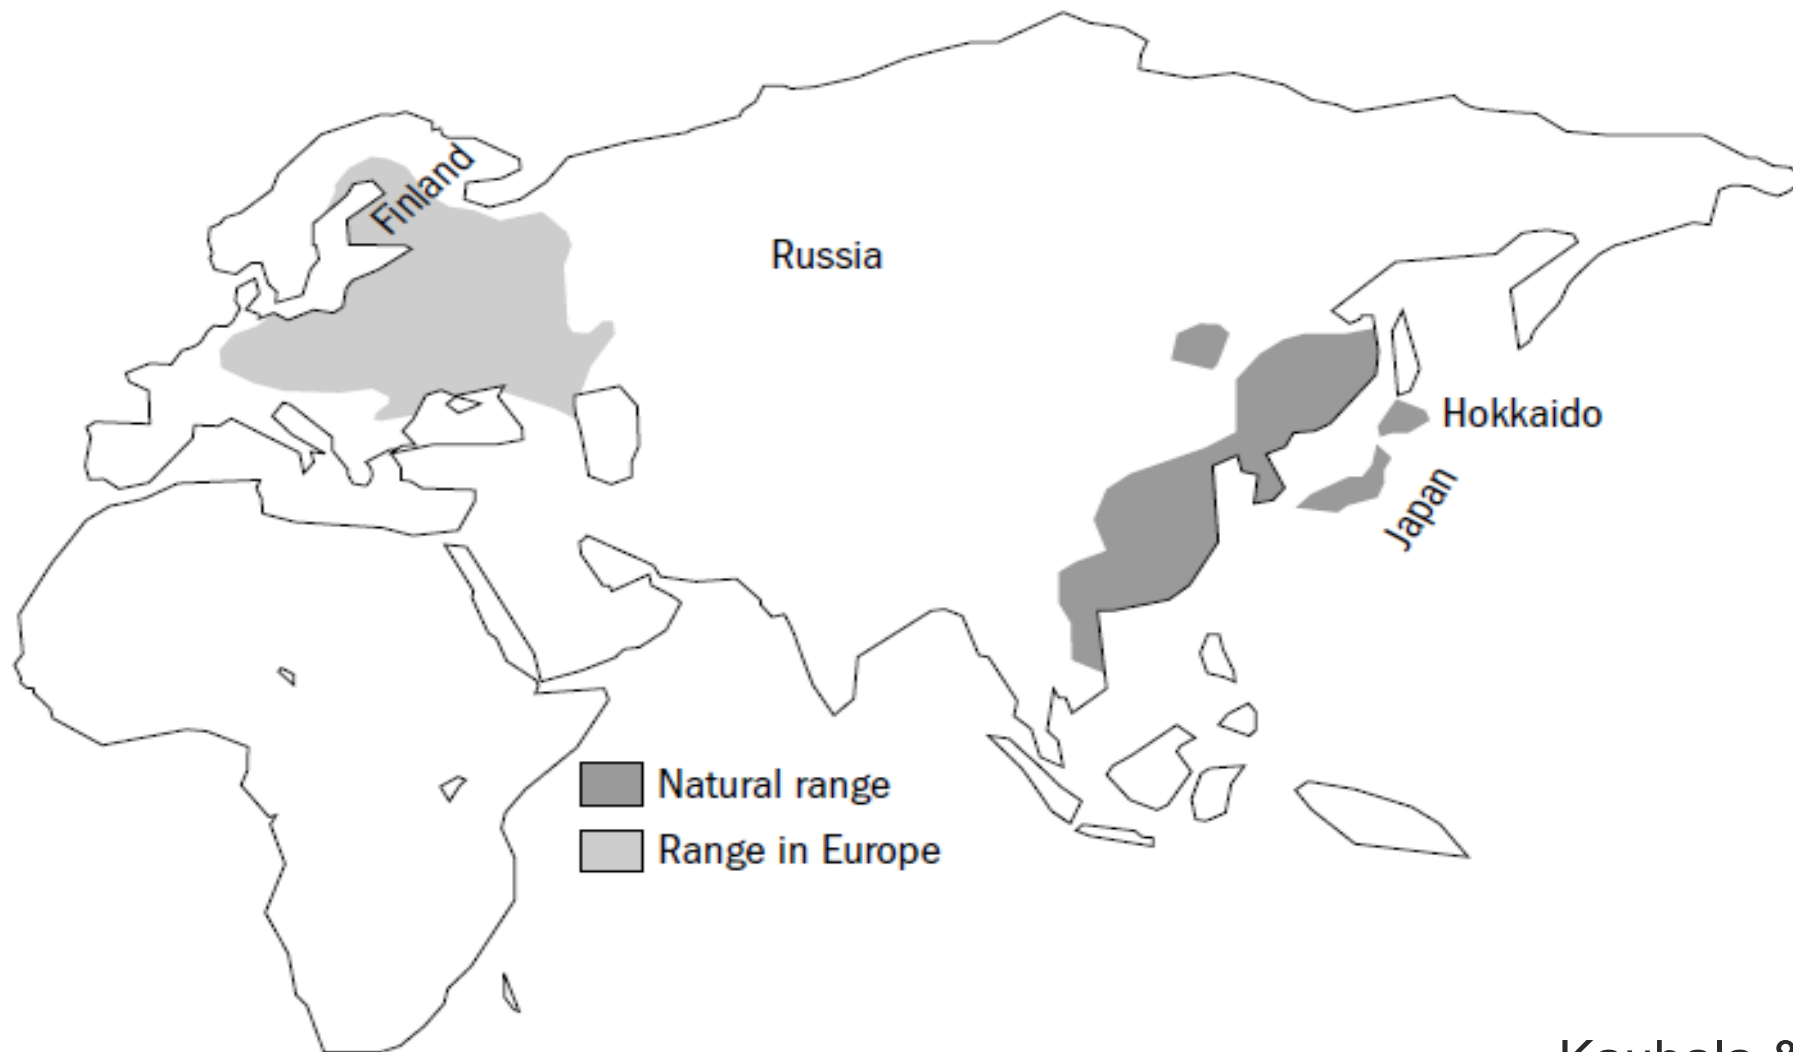 Finland
Russia
Hokkaido
Japan
Natural range
Range in Europe